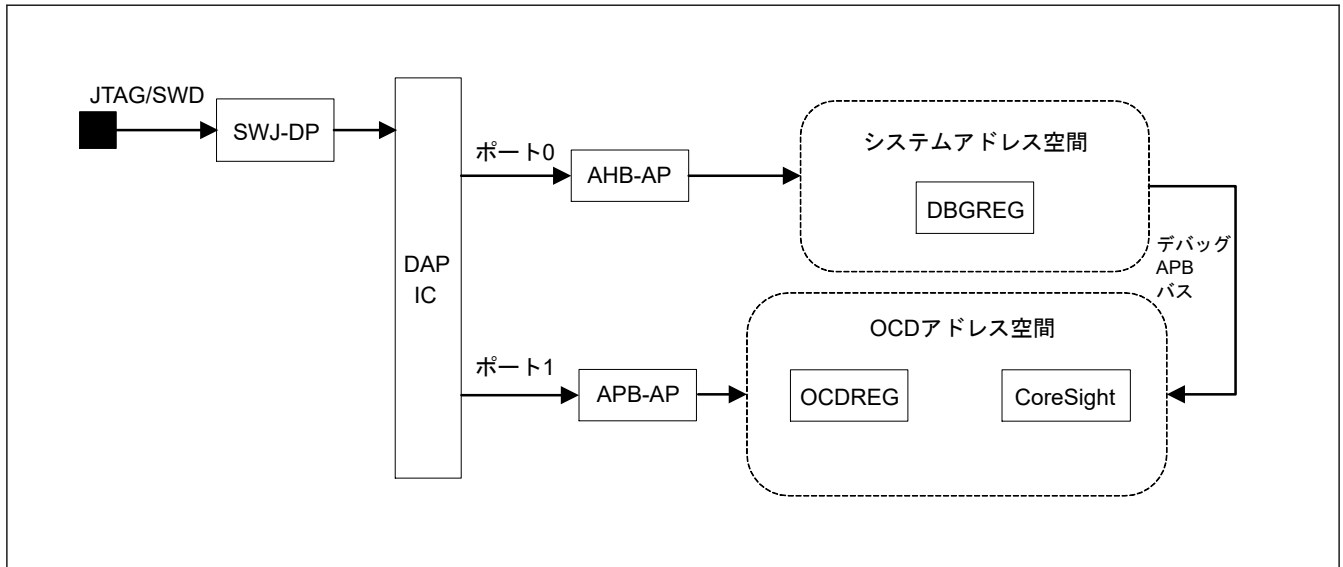 JTAG/SWD
SWJ-DP
DAP
IC
ポート0
AHB-AP
システムアドレス空間
DBGREG
デバッグ
APB
バス
OCDアドレス空間
ポート1
APB-AP
OCDREG
CoreSight